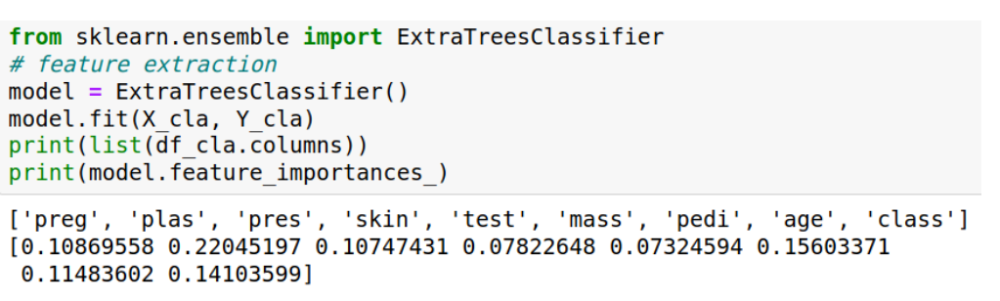 from sklearn.ensemble import ExtraTreesClassifier
# feature extraction
model = ExtraTreesClassifier()
model.fit(X_cla, Y_cla)
print(list(df_cla.columns))
print(model.feature_importances_)
['preg', 'plas', 'pres', 'skin', 'test', 'mass', 'pedi', 'age', 'class']
[0.10869558 0.22045197 0.10747431 0.07822648 0.07324594 0.15603371
 0.11483602 0.14103599]